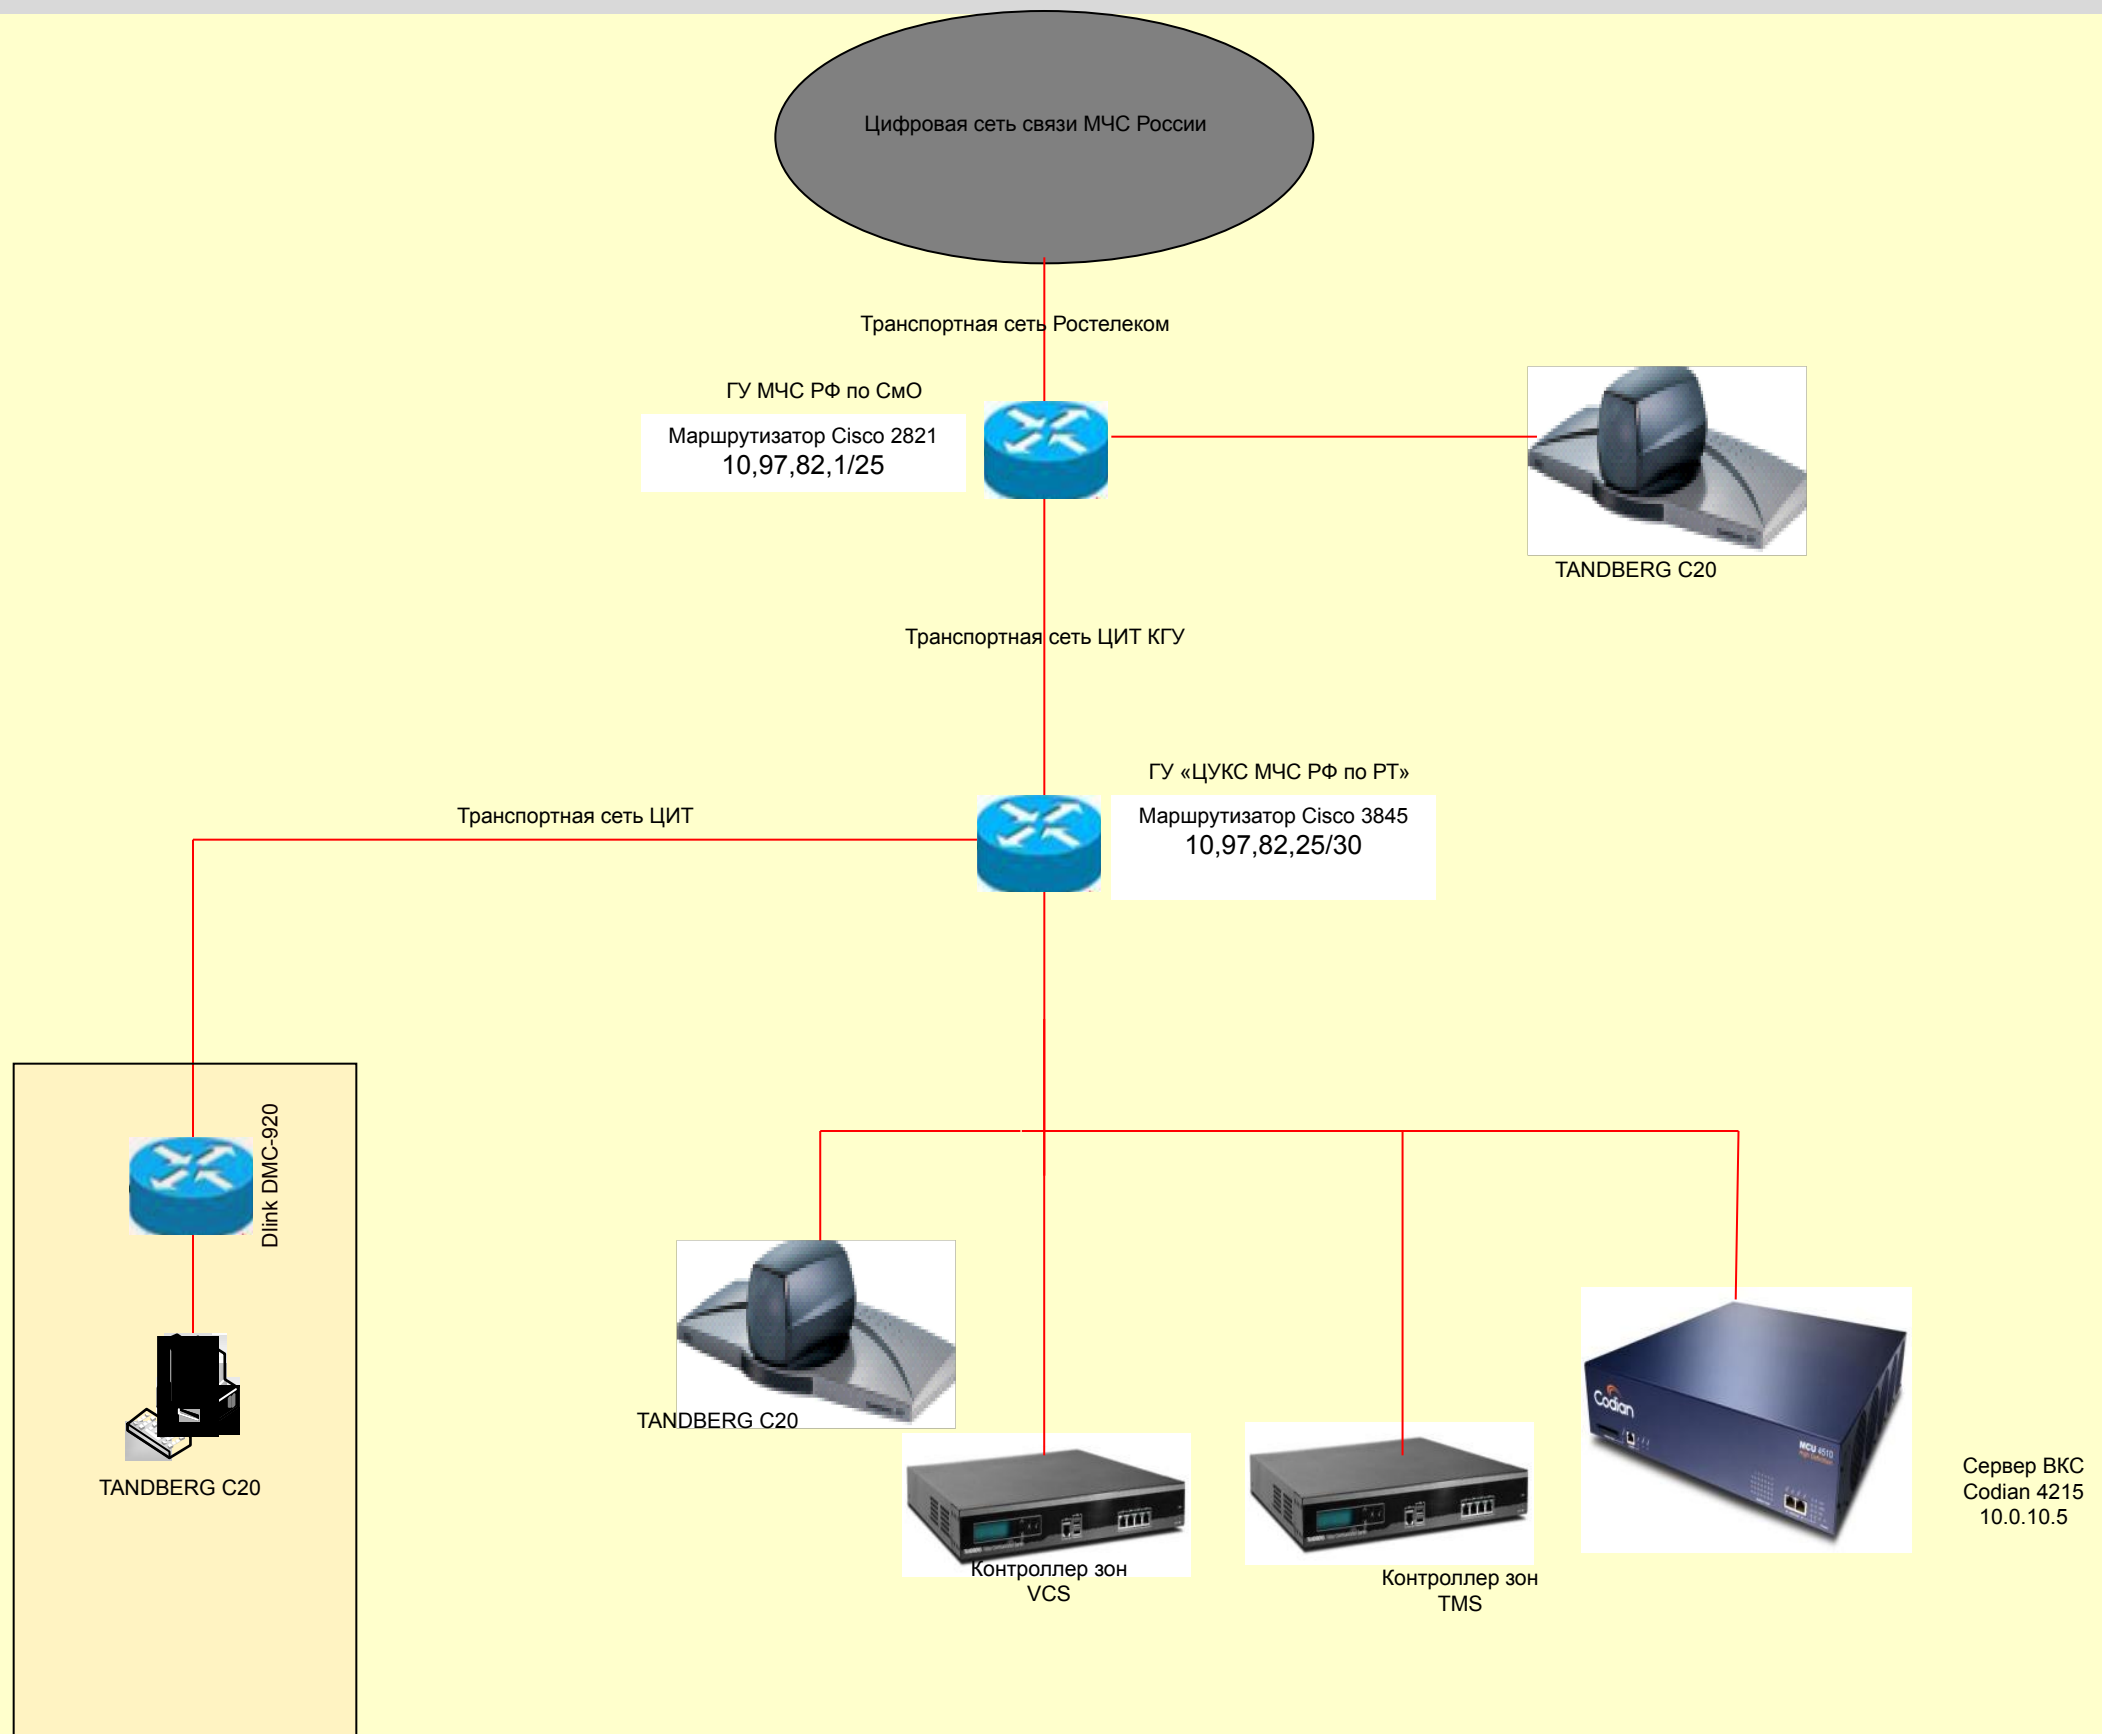 Цифровая сеть связи МЧС России
Транспортная сеть Ростелеком
ГУ МЧС РФ по СмО
Маршрутизатор Cisco 2821
10,97,82,1/25
TANDBERG C20
Транспортная сеть ЦИТ КГУ
ГУ «ЦУКС МЧС РФ по РТ»
Маршрутизатор Cisco 3845
10,97,82,25/30
Транспортная сеть ЦИТ
Dlink DMC-920
TANDBERG C20
TANDBERG C20
Контроллер зон
VCS
Контроллер зон
TMS
Codian
MCU 4510
Сервер ВКС
Codian 4215
10.0.10.5